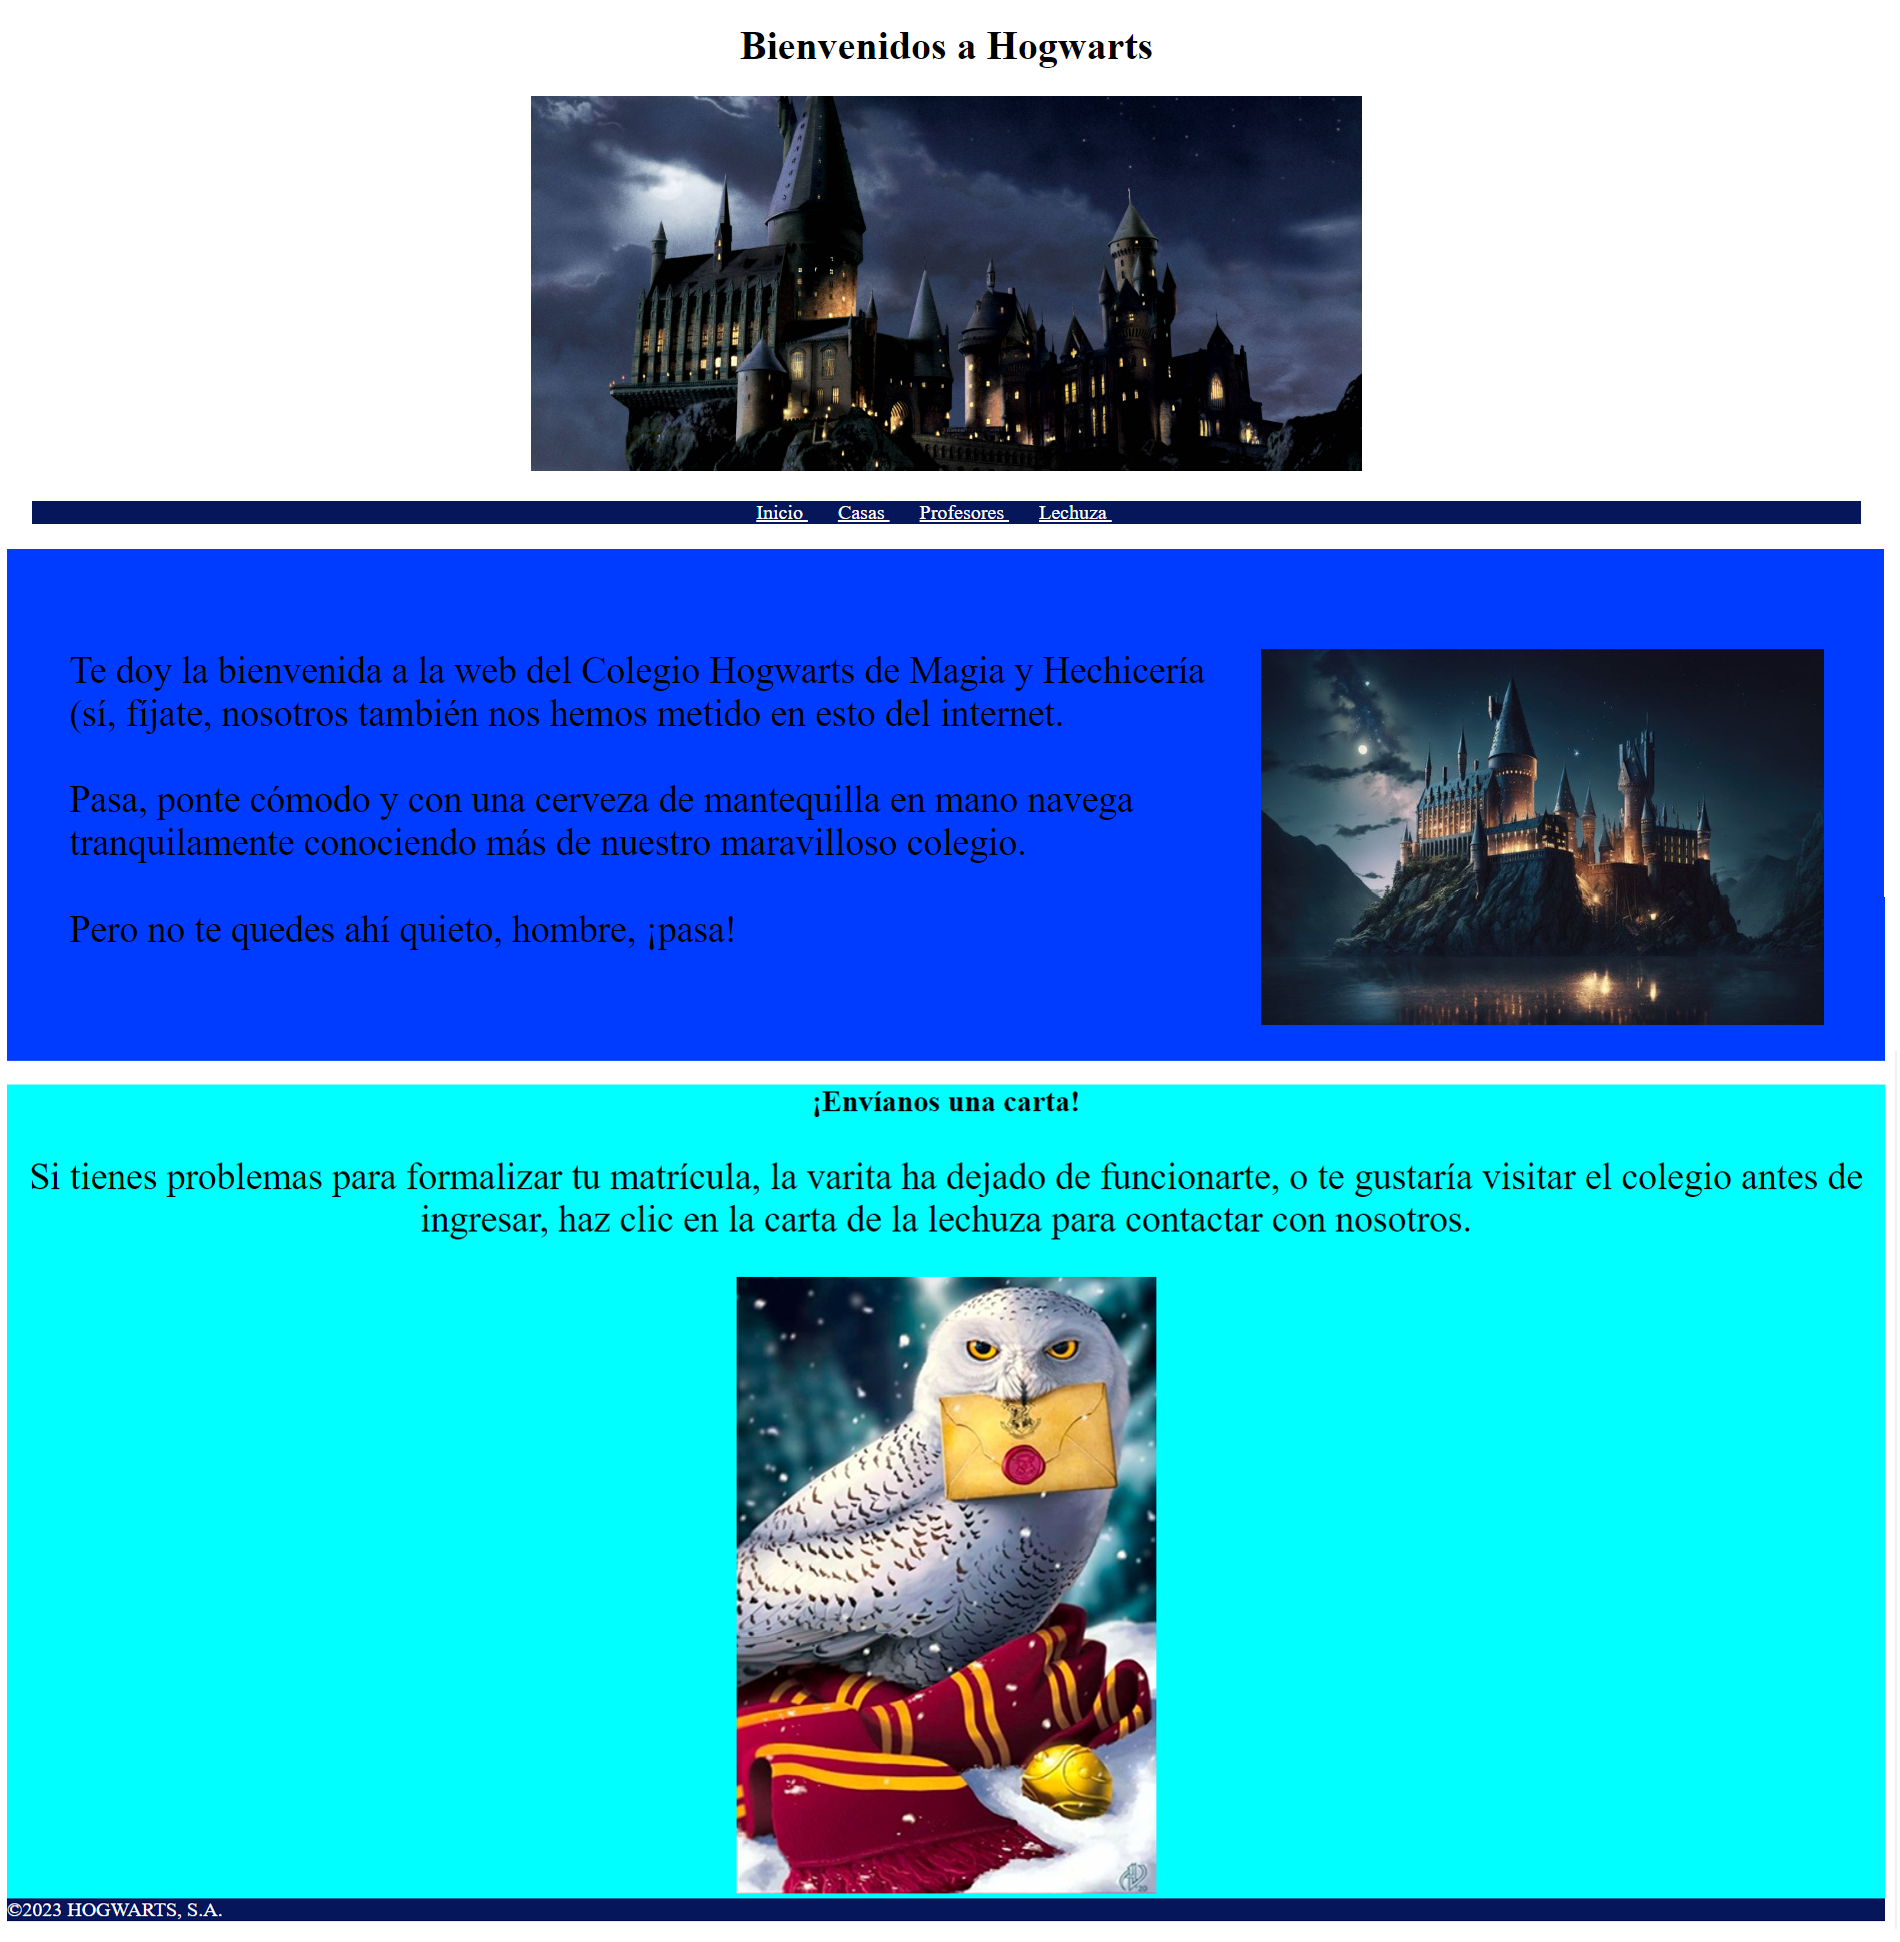 Bienvenidos a Hogwarts
Inicio Casas Profesores Lechuza
Te doy la bienvenida a la web del Colegio Hogwarts de Magia y Hechicería
(sí, fíjate, nosotros también nos hemos metido en esto del internet.
Pasa, ponte cómodo y con una cerveza de mantequilla en mano navega
tranquilamente conociendo más de nuestro maravilloso colegio.
Pero no te quedes ahí quieto, hombre, ¡pasa!
¡Envíanos una carta!
Si tienes problemas para formalizar tu matrícula, la varita ha dejado de funcionarte, o te gustaría visitar el colegio antes de
ingresar, haz clic en la carta de la lechuza para contactar con nosotros.
©2023 HOGWARTS, S.A.